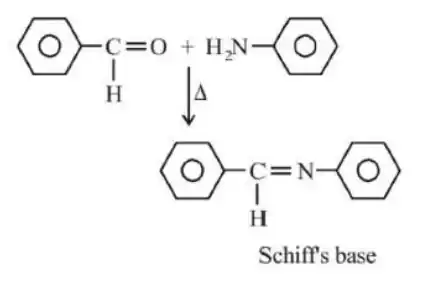 C=O + H₂N
H
Δ
C=N
H
Schiff's base